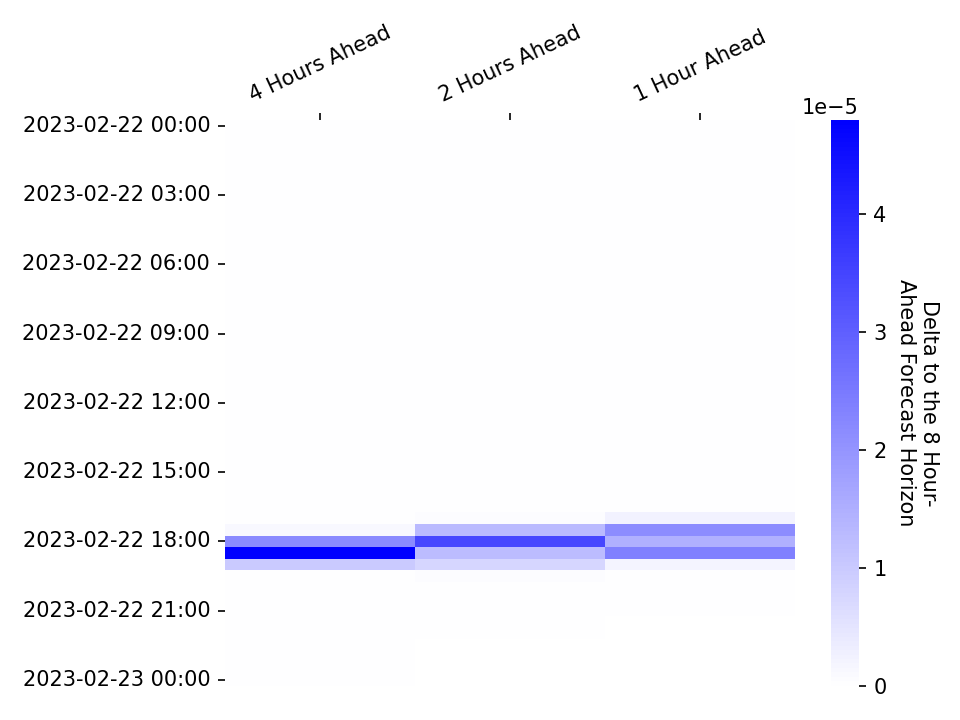 4 Hours Ahead
2 Hours Ahead
1 Hour Ahead
1e−5
2023-02-22 00:00
2023-02-22 03:00
2023-02-22 06:00
2023-02-22 09:00
2023-02-22 12:00
2023-02-22 15:00
2023-02-22 18:00
2023-02-22 21:00
2023-02-23 00:00
4
3
2
1
0
Delta to the 8 Hour-
Ahead Forecast Horizon